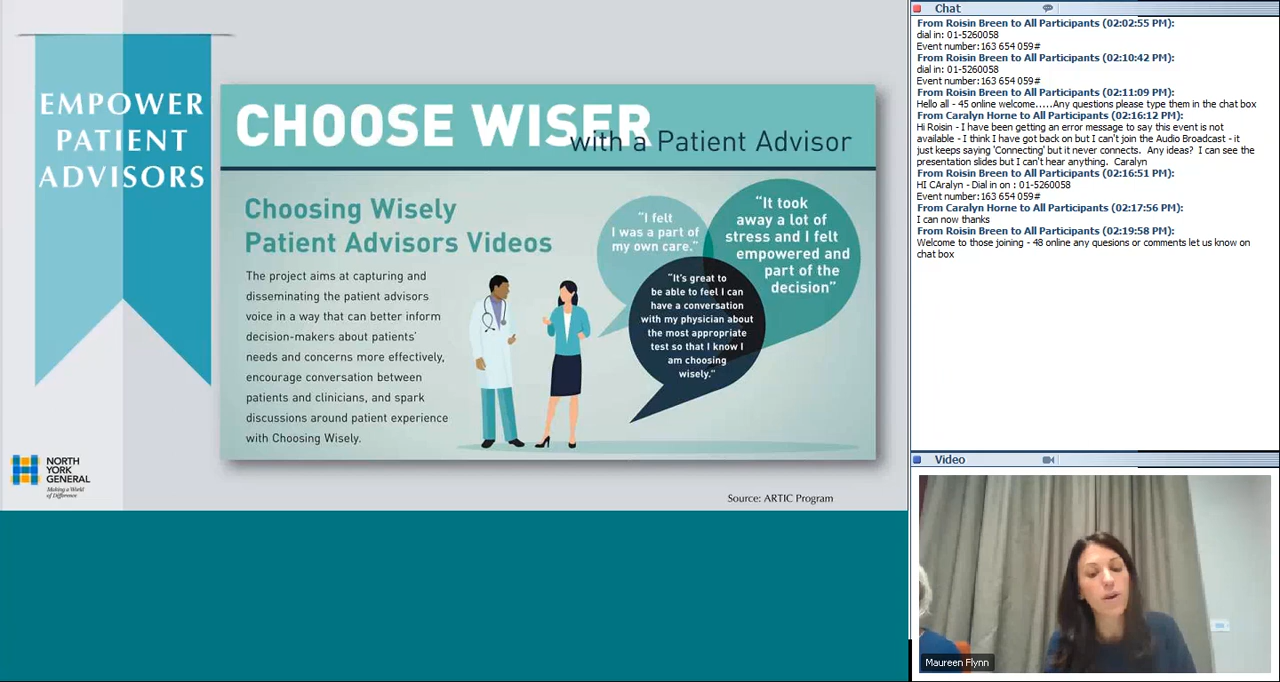 EMPOWER
PATIENT
ADVISORS
CHOOSE WISER
with a Patient Advisor
Choosing Wisely
Patient Advisors Videos
The project aims at capturing and
disseminating the patient advisors
voice in a way that can better inform
decision-makers about patients'
needs and concerns more effectively,
encourage conversation between
patients and clinicians, and spark
discussions around patient experience
with Choosing Wisely.
“I felt
I was a part of
my own care.”
“It took
away a lot of
stress and I felt
empowered and
part of the
decision”
“It's great to
be able to feel I can
have a conversation
with my physician about
the most appropriate
test so that I know I
am choosing
wisely.”
NORTH
YORK
GENERAL
Making a World
of Difference
Source: ARTIC Program
Chat
From Roisin Breen to All Participants (02:02:55 PM):
dial in: 01-5260058
Event number:163 654 059#
From Roisin Breen to All Participants (02:10:42 PM):
dial in: 01-5260058
Event number:163 654 059#
From Roisin Breen to All Participants (02:11:09 PM):
Hello all - 45 online welcome.....Any questions please type them in the chat box
From Caralyn Horne to All Participants (02:16:12 PM):
Hi Roisin - I have been getting an error message to say this event is not
available - I think I have got back on but I can't join the Audio Broadcast - it
just keeps saying 'Connecting' but it never connects.  Any ideas?  I can see the
presentation slides but I can't hear anything.  Caralyn
From Roisin Breen to All Participants (02:16:51 PM):
HI CAralyn - Dial in on : 01-5260058
Event number:163 654 059#
From Caralyn Horne to All Participants (02:17:56 PM):
I can now thanks
From Roisin Breen to All Participants (02:19:58 PM):
Welcome to those joining - 48 online any quesions or comments let us know on
chat box
Video
Maureen Flynn